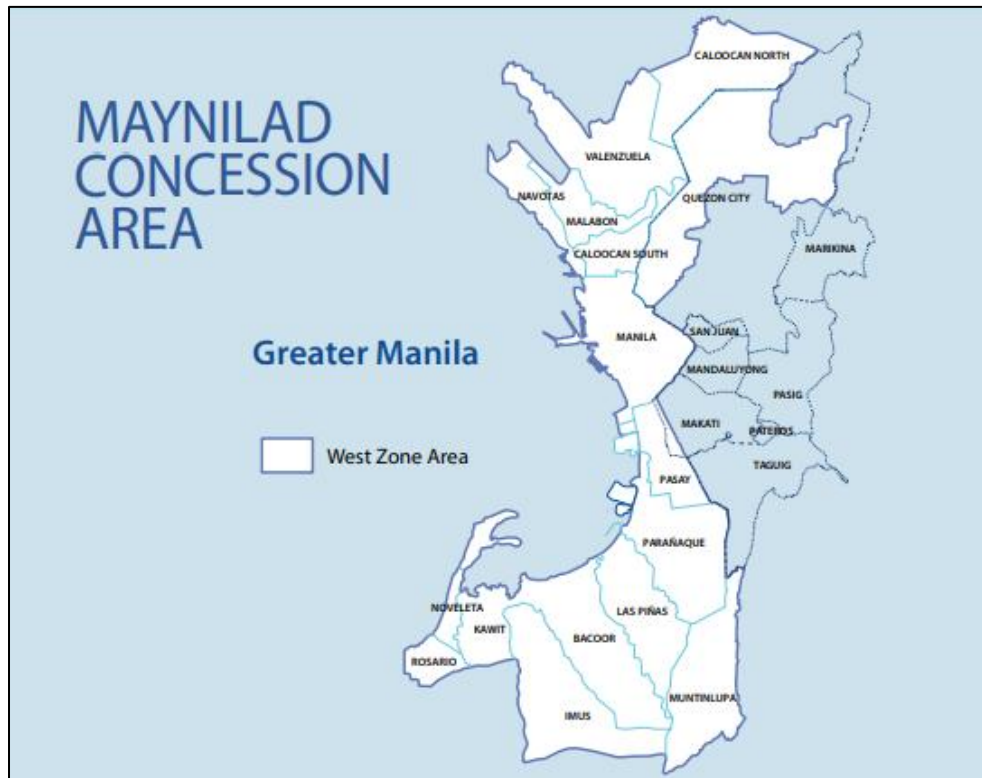 MAYNILAD
CONCESSION
AREA
Greater Manila
West Zone Area
CALOOCAN NORTH
VALENZUELA
NAVOTAS
QUEZON CITY
MALABON
CALOOCAN SOUTH
MARIKINA
MANILA
SAN JUAN
MANDALUYONG
PASIG
MAKATI
PATEROS
TAGUIG
PASAY
PARAÑAQUE
NOVELETA
LAS PIÑAS
KAWIT
BACOOR
ROSARIO
MUNTINLUPA
IMUS